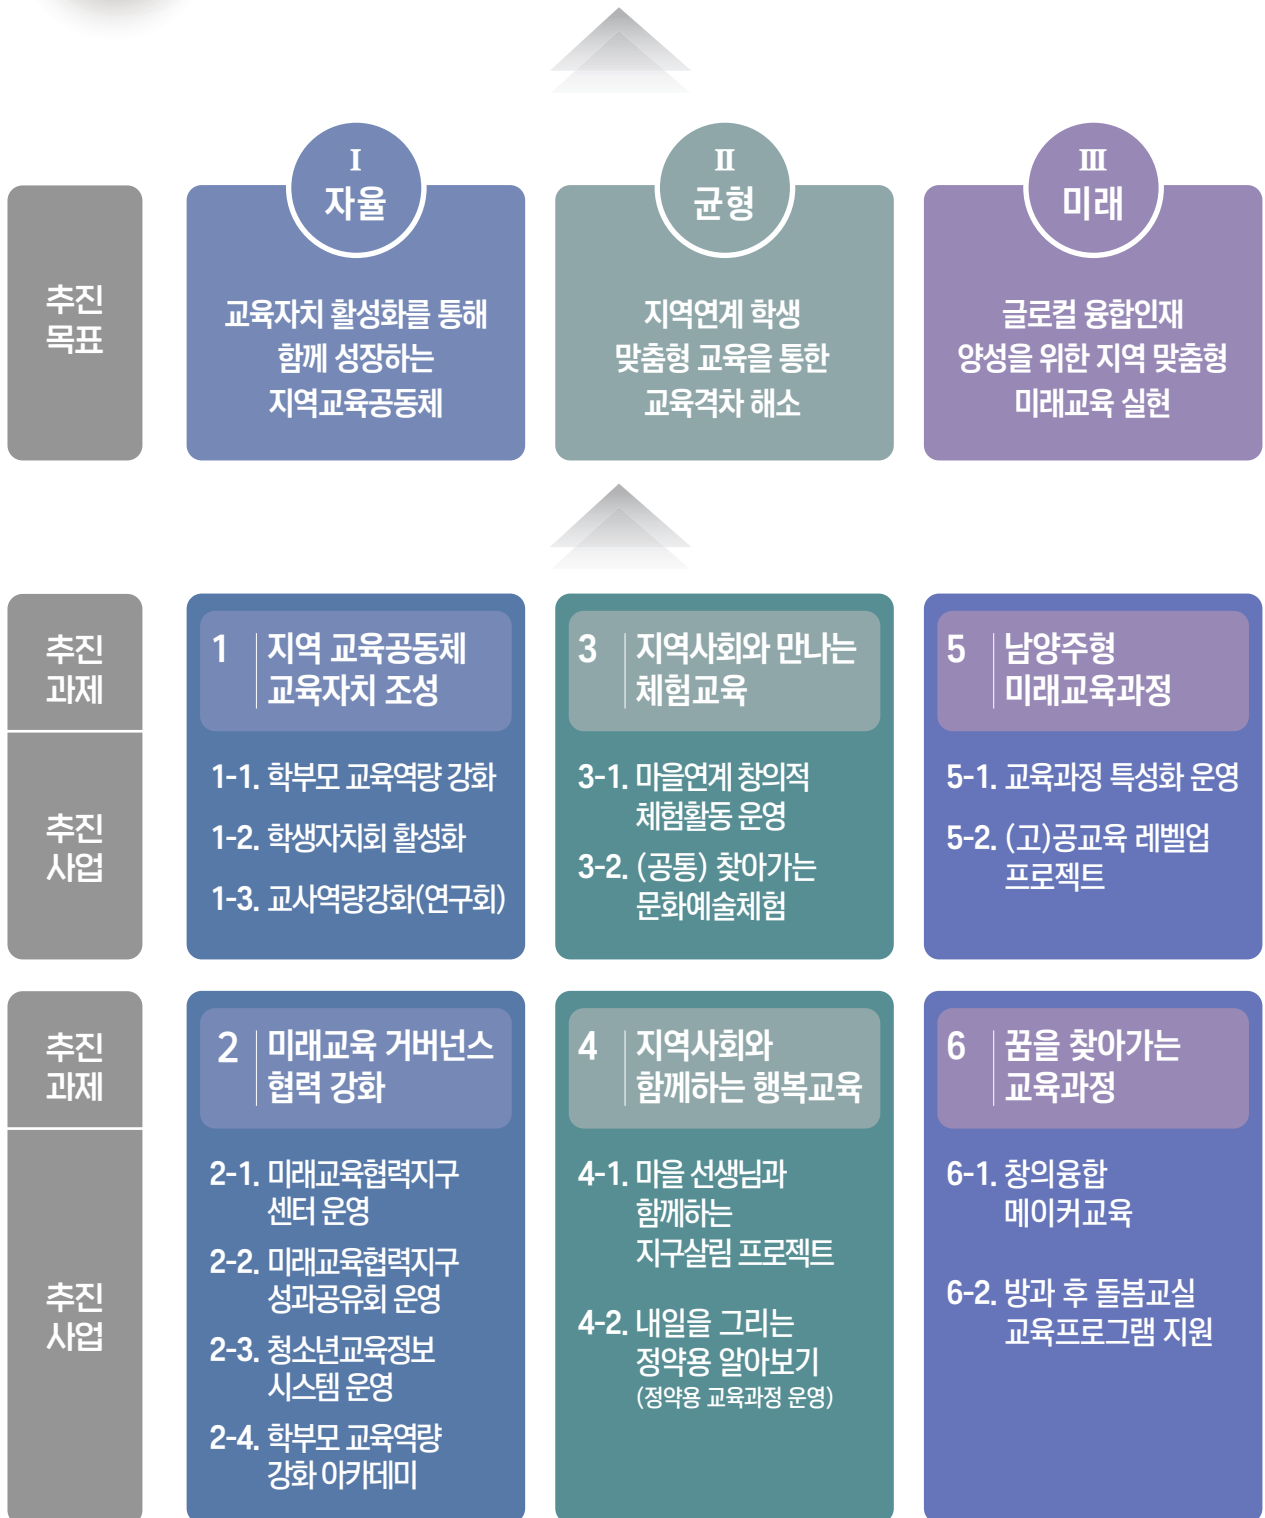 추진
목표
Ⅰ
자율
교육자치 활성화를 통해
함께 성장하는
지역교육공동체
Ⅱ
균형
지역연계 학생
맞춤형 교육을 통한
교육격차 해소
Ⅲ
미래
글로컬 융합인재
양성을 위한 지역 맞춤형
미래교육 실현
추진
과제
추진
사업
1
지역 교육공동체
교육자치 조성
1-1. 학부모 교육역량 강화
1-2. 학생자치회 활성화
1-3. 교사역량강화(연구회)
3
지역사회와 만나는
체험교육
3-1. 마을연계 창의적
체험활동 운영
3-2. (공통) 찾아가는
문화예술체험
5
남양주형
미래교육과정
5-1. 교육과정 특성화 운영
5-2. (고)공교육 레벨업
프로젝트
추진
과제
추진
사업
2
미래교육 거버넌스
협력 강화
2-1. 미래교육협력지구
센터 운영
2-2. 미래교육협력지구
성과공유회 운영
2-3. 청소년교육정보
시스템 운영
2-4. 학부모 교육역량
강화 아카데미
4
지역사회와
함께하는 행복교육
4-1. 마을 선생님과
함께하는
지구살림 프로젝트
4-2. 내일을 그리는
정약용 알아보기
(정약용 교육과정 운영)
6
꿈을 찾아가는
교육과정
6-1. 창의융합
메이커교육
6-2. 방과 후 돌봄교실
교육프로그램 지원